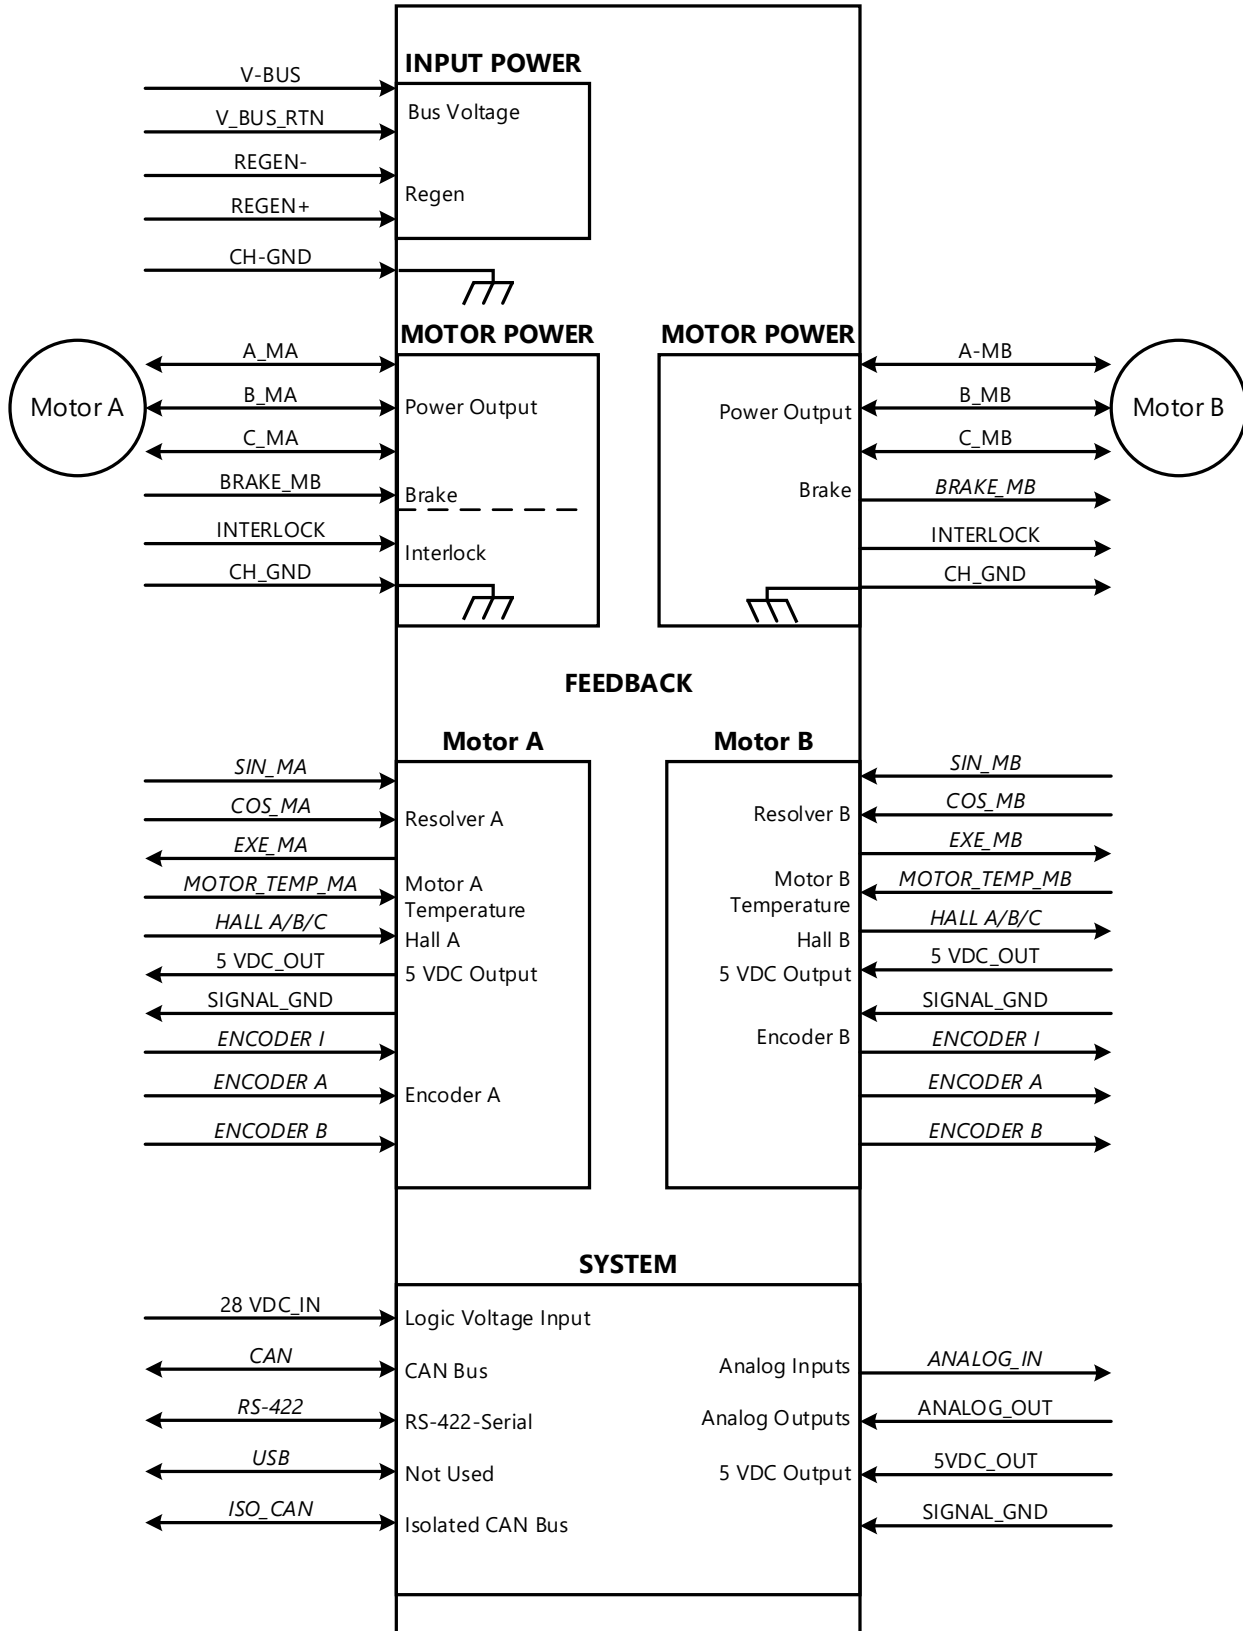 INPUT POWER
V-BUS
Bus Voltage
V_BUS_RTN
REGEN-
Regen
REGEN+
CH-GND
MOTOR POWER
MOTOR POWER
Motor A
A_MA
B_MA
Power Output
C_MA
BRAKE_MB
Brake
INTERLOCK
Interlock
CH_GND
A-MB
Motor B
B_MB
Power Output
C_MB
Brake
BRAKE_MB
INTERLOCK
CH_GND
FEEDBACK
Motor A
Motor B
SIN_MA
COS_MA
Resolver A
EXE_MA
MOTOR_TEMP_MA
Motor A
Temperature
HALL A/B/C
Hall A
5 VDC_OUT
5 VDC Output
SIGNAL_GND
ENCODER I
ENCODER A
Encoder A
ENCODER B
SIN_MB
Resolver B
COS_MB
EXE_MB
Motor B
Temperature
MOTOR_TEMP_MB
Hall B
HALL A/B/C
5 VDC Output
5 VDC_OUT
SIGNAL_GND
Encoder B
ENCODER I
ENCODER A
ENCODER B
SYSTEM
28 VDC_IN
Logic Voltage Input
CAN
CAN Bus
RS-422
RS-422-Serial
USB
Not Used
ISO_CAN
Isolated CAN Bus
Analog Inputs
ANALOG_IN
Analog Outputs
ANALOG_OUT
5 VDC Output
5VDC_OUT
SIGNAL_GND